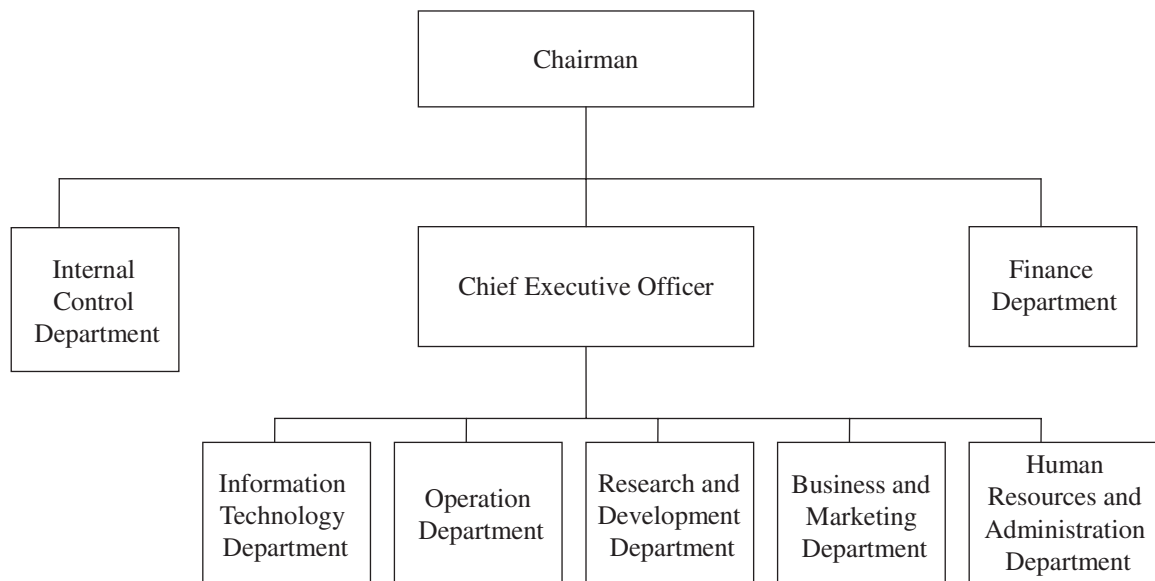 Chairman
Internal
Control
Department
Chief Executive Officer
Finance
Department
Information
Technology
Department
Operation
Department
Research and
Development
Department
Business and
Marketing
Department
Human
Resources and
Administration
Department